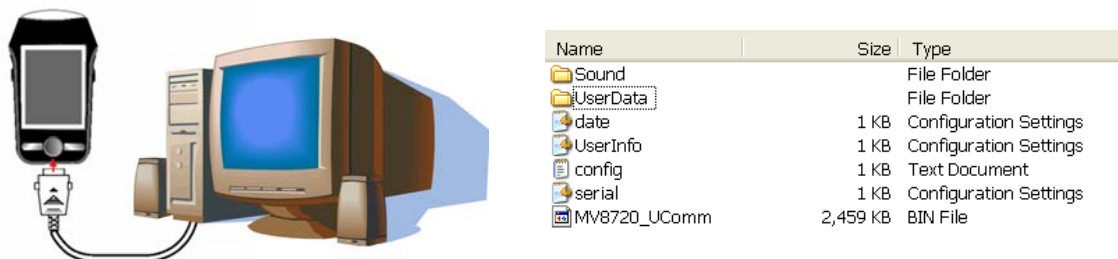 Name Size Type
Sound File Folder
UserData File Folder
date 1 KB Configuration Settings
UserInfo 1 KB Configuration Settings
config 1 KB Text Document
serial 1 KB Configuration Settings
MV8720_UComm 2,459 KB BIN File